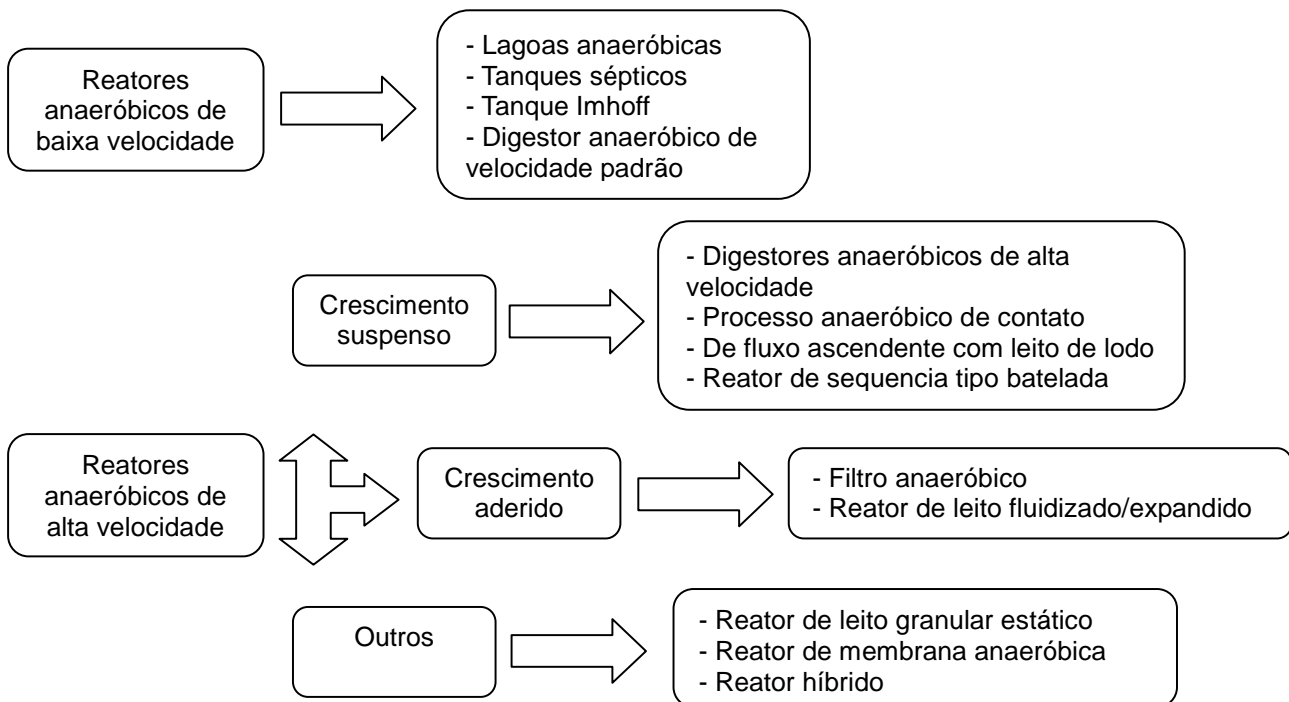 Reatores
anaeróbicos de
baixa velocidade
- Lagoas anaeróbicas
- Tanques sépticos
- Tanque Imhoff
- Digestor anaeróbico de
velocidade padrão
Crescimento
suspenso
- Digestores anaeróbicos de alta
velocidade
- Processo anaeróbico de contato
- De fluxo ascendente com leito de lodo
- Reator de sequencia tipo batelada
Reatores
anaeróbicos de
alta velocidade
Crescimento
aderido
- Filtro anaeróbico
- Reator de leito fluidizado/expandido
Outros
- Reator de leito granular estático
- Reator de membrana anaeróbica
- Reator híbrido